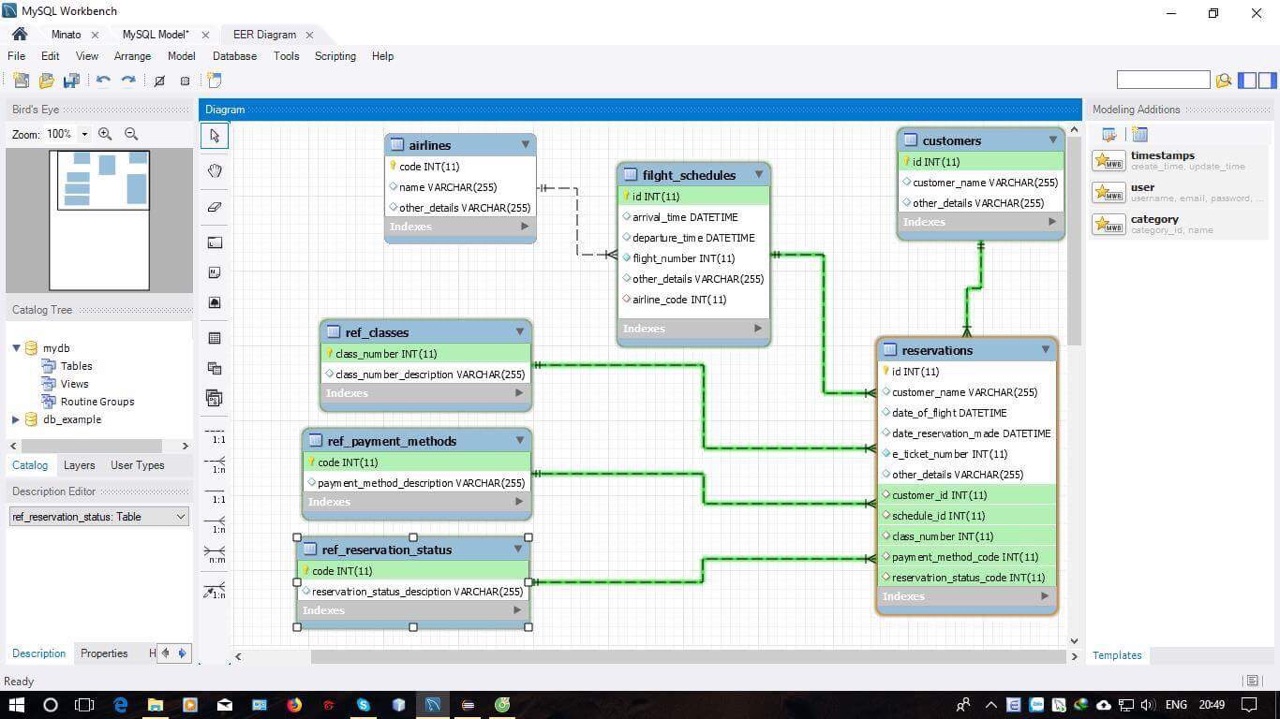 MySQL Workbench
Minato
MySQL Model*
EER Diagram
File Edit View Arrange Model Database Tools Scripting Help
Bird's Eye
Zoom: 100%
Catalog Tree
mydb
Tables
Views
Routine Groups
db_example
Catalog Layers User Types
Description Editor
ref_reservation_status: Table
Description Properties H
Ready
Diagram
1:1
1:n
1:1
1:n
n:m
1:n
airlines
code INT(11)
name VARCHAR(255)
other_details VARCHAR(255)
Indexes
filght_schedules
id INT(11)
arrival_time DATETIME
departure_time DATETIME
flight_number INT(11)
other_details VARCHAR(255)
airline_code INT(11)
Indexes
customers
id INT(11)
customer_name VARCHAR(255)
other_details VARCHAR(255)
Indexes
ref_classes
class_number INT(11)
class_number_description VARCHAR(255)
Indexes
ref_payment_methods
code INT(11)
payment_method_description VARCHAR(255)
Indexes
ref_reservation_status
code INT(11)
reservatrion_status_desciption VARCHAR(255)
Indexes
reservations
id INT(11)
customer_name VARCHAR(255)
date_of_flight DATETIME
date_reservation_made DATETIME
e_ticket_number INT(11)
other_details VARCHAR(255)
customer_id INT(11)
schedule_id INT(11)
class_number INT(11)
payment_method_code INT(11)
reservatrion_status_code INT(11)
Indexes
Modeling Additions
MWB
timestamps
create_time, update_time
MWB
user
username, email, password, ...
MWB
category
category_id, name
Templates
ENG
20:49